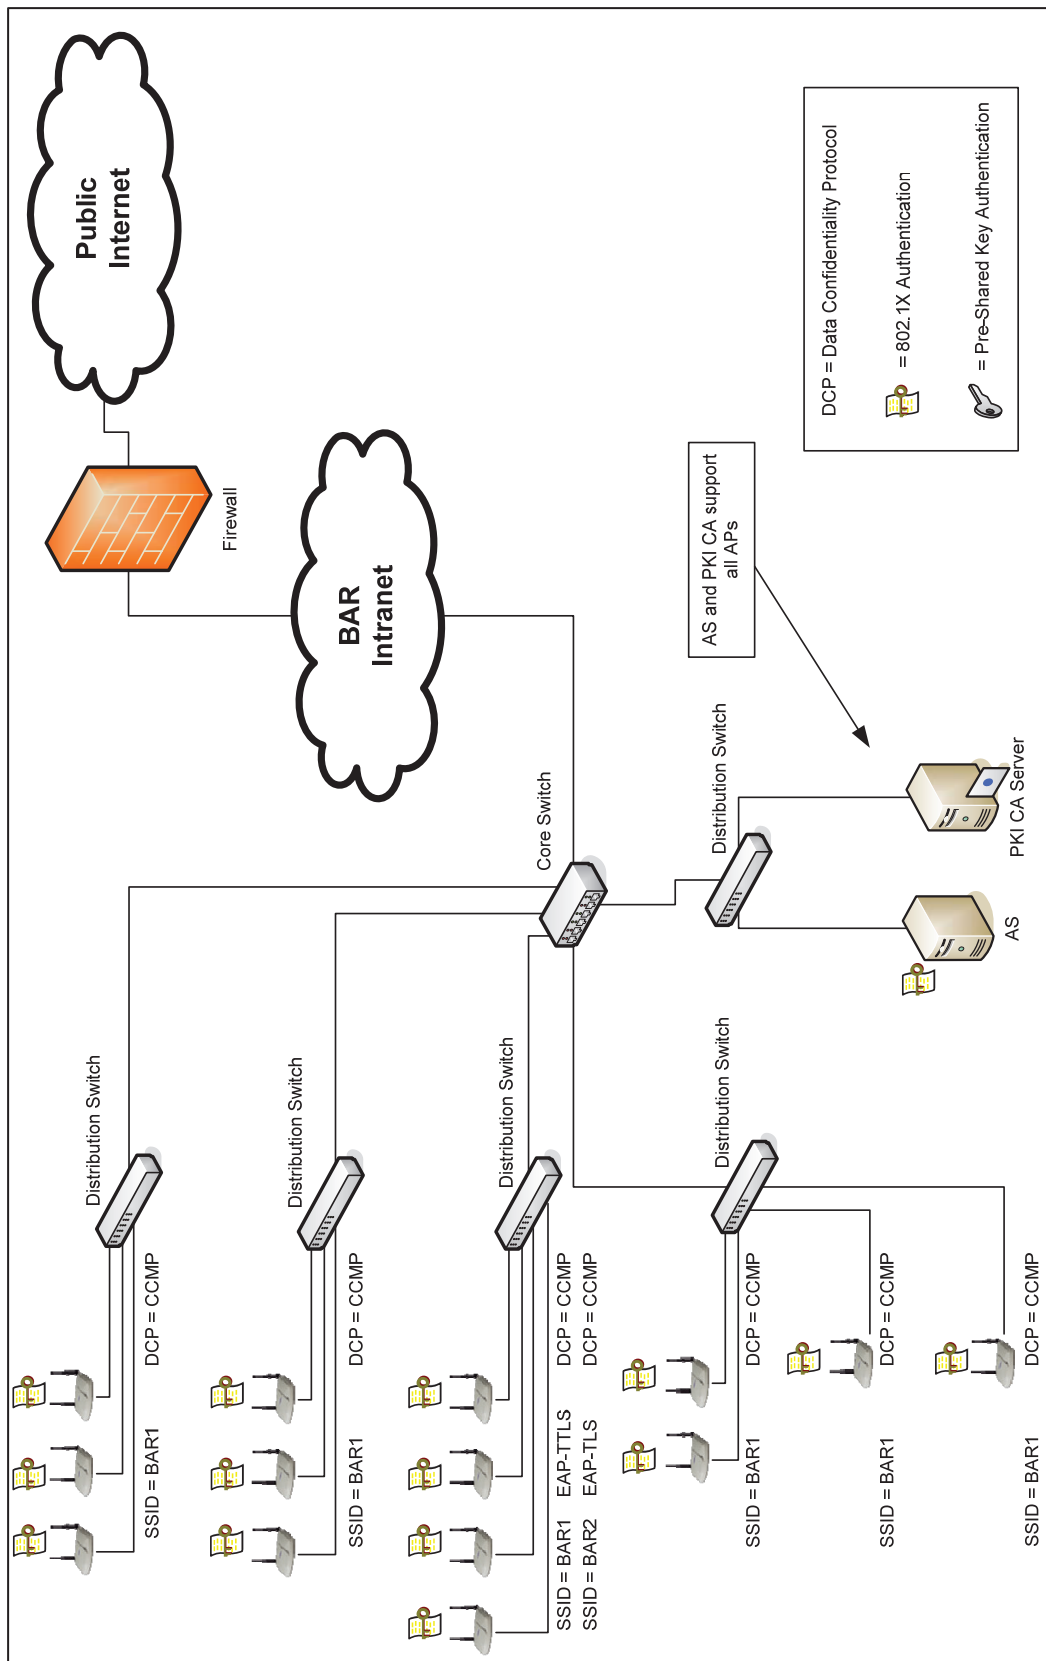 Public
Internet
Firewall
BAR
Intranet
DCP = Data Confidentiality Protocol
= 802.1X Authentication
= Pre-Shared Key Authentication
AS and PKI CA support
all APs
Core Switch
Distribution Switch
PKI CA Server
AS
Distribution Switch
SSID = BAR1
DCP = CCMP
Distribution Switch
SSID = BAR1
DCP = CCMP
Distribution Switch
SSID = BAR1 EAP-TTLS DCP = CCMP
SSID = BAR2 EAP-TLS DCP = CCMP
Distribution Switch
SSID = BAR1
DCP = CCMP
SSID = BAR1
DCP = CCMP
SSID = BAR1
DCP = CCMP